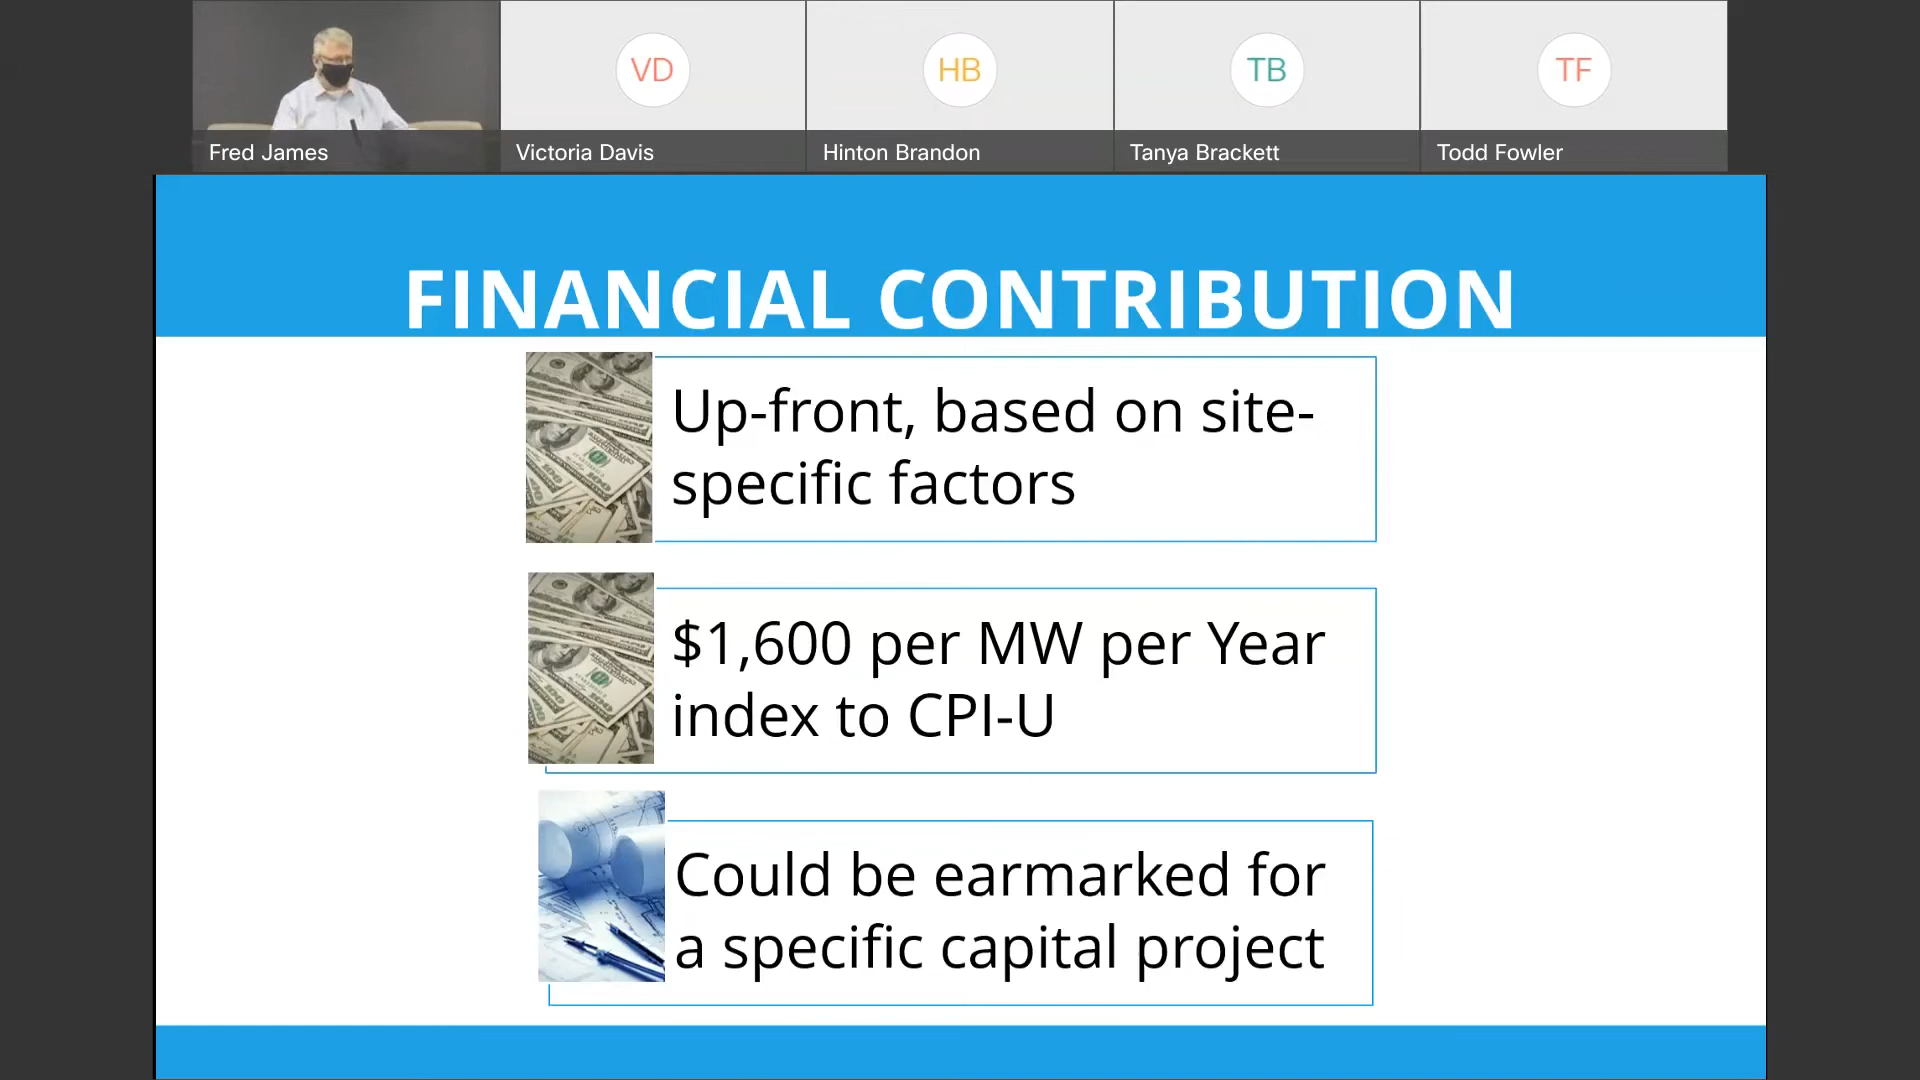 VD
HB
TB
TF
Fred James
Victoria Davis
Hinton Brandon
Tanya Brackett
Todd Fowler
FINANCIAL CONTRIBUTION
Up-front, based on site-
specific factors
$1,600 per MW per Year
index to CPI-U
Could be earmarked for
a specific capital project